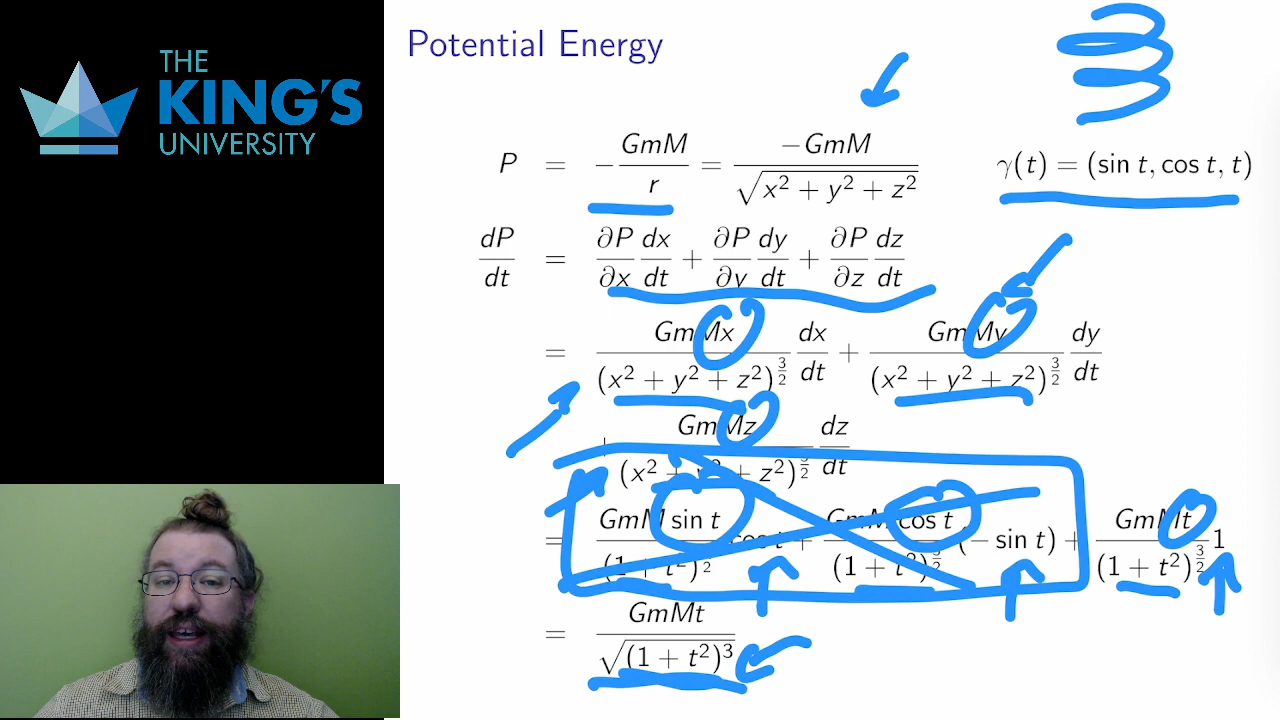 THE
KING'S
UNIVERSITY
Potential Energy
P = − GmM / r = −GmM / √(x² + y² + z²)
γ(t) = (sin t, cos t, t)
dP/dt = ∂P/∂x dx/dt + ∂P/∂y dy/dt + ∂P/∂z dz/dt
= GmMx / (x² + y² + z²)^(3/2) dx/dt + GmMy / (x² + y² + z²)^(3/2) dy/dt
+ GmMz / (x² + y² + z²)^(3/2) dz/dt
= GmM sin t / (1 + t²)^(3/2) cos t + GmM cos t / (1 + t²)^(3/2) (− sin t) + GmMt / (1 + t²)^(3/2) 1
= GmMt / √((1 + t²)³)